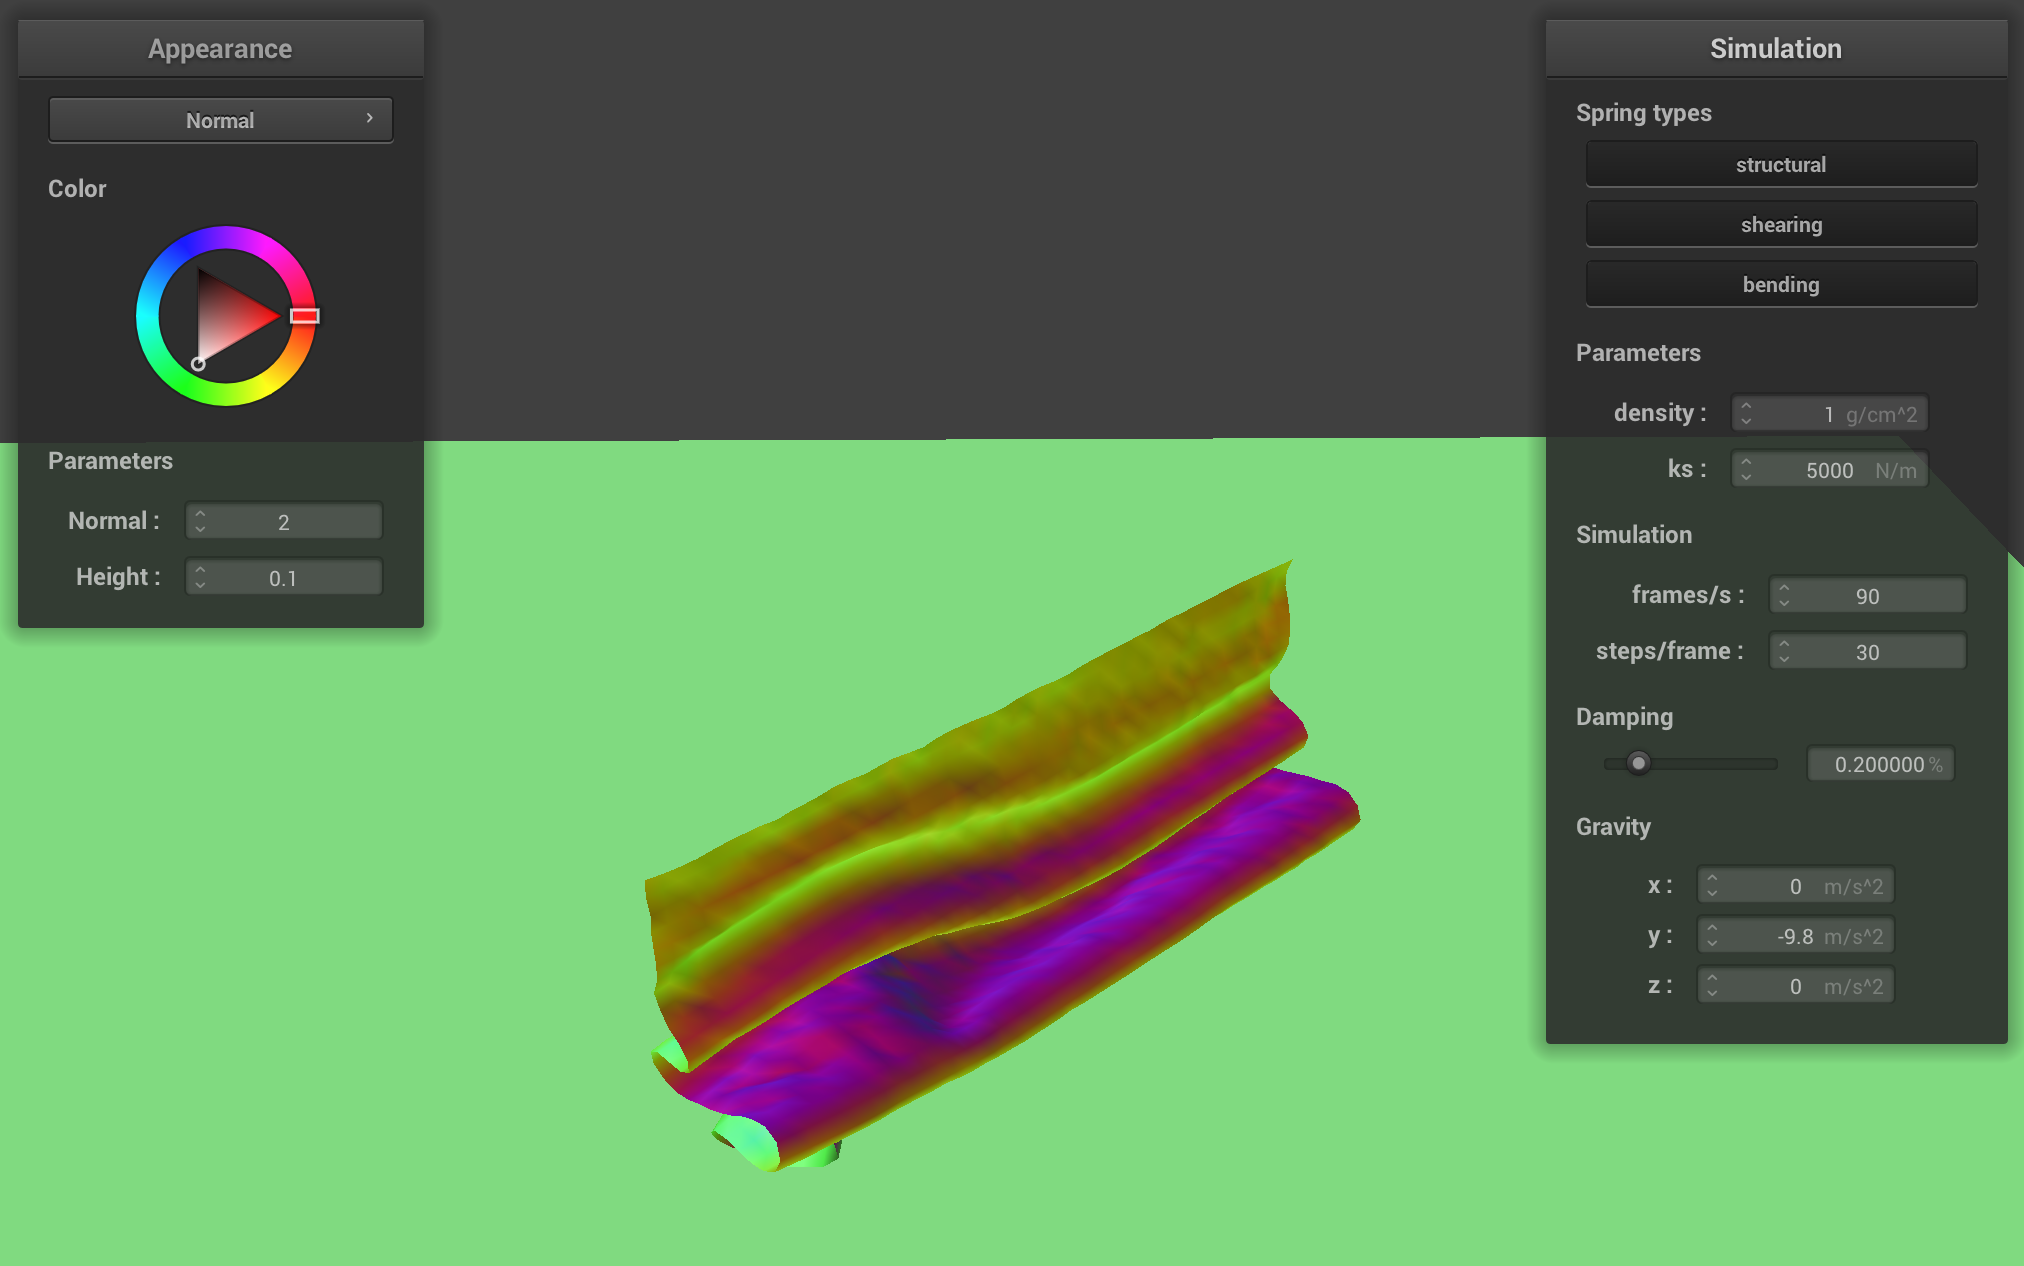 Appearance
Normal
Color
Parameters
Normal :
2
Height :
0.1
Simulation
Spring types
structural
shearing
bending
Parameters
density :
1 g/cm^2
ks :
5000 N/m
Simulation
frames/s :
90
steps/frame :
30
Damping
0.200000 %
Gravity
x :
0 m/s^2
y :
-9.8 m/s^2
z :
0 m/s^2